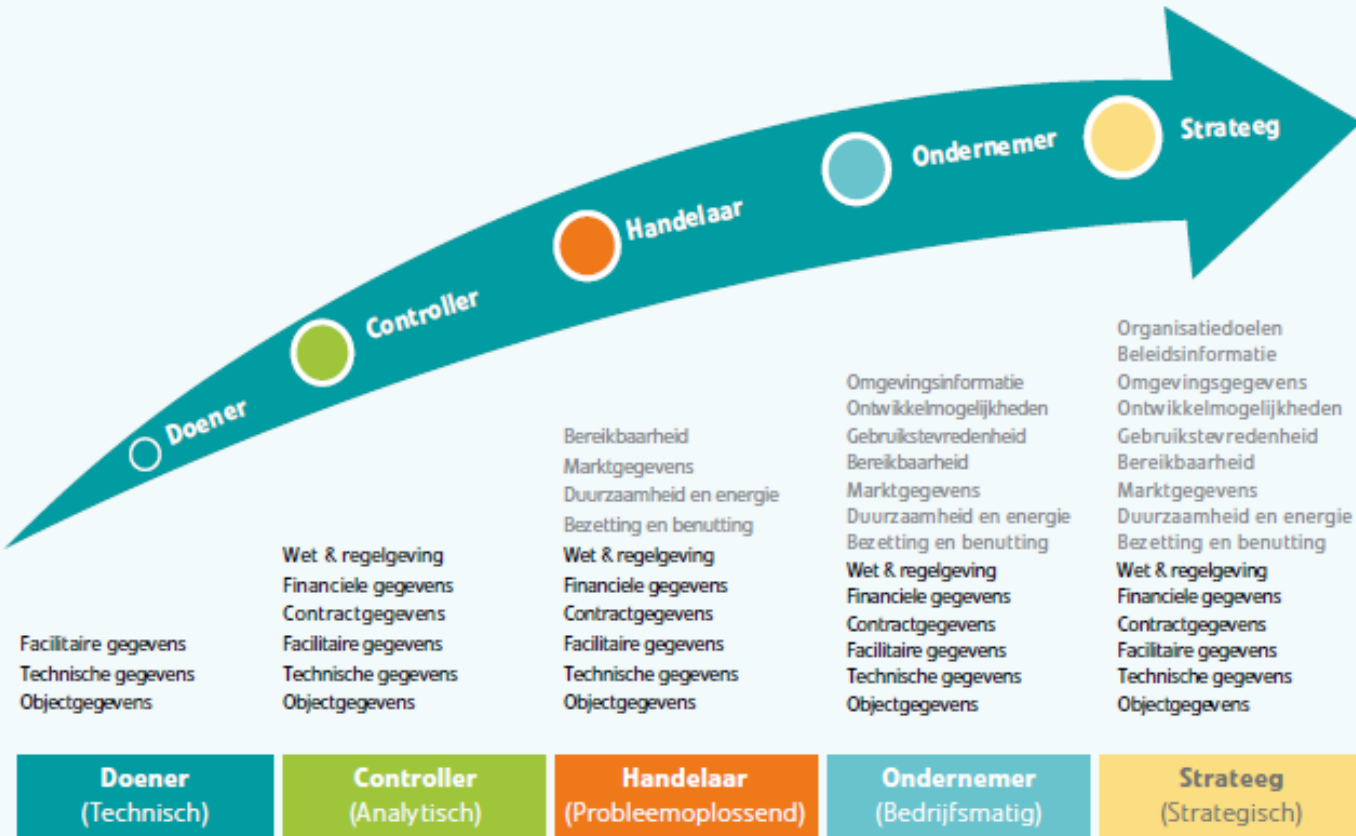 Doener
Controller
Handelaar
Ondernemer
Strateeg
Facilitaire gegevens
Technische gegevens
Objectgegevens
Wet & regelgeving
Financiele gegevens
Contractgegevens
Facilitaire gegevens
Technische gegevens
Objectgegevens
Bereikbaarheid
Marktgegevens
Duurzaamheid en energie
Bezetting en benutting
Wet & regelgeving
Financiele gegevens
Contractgegevens
Facilitaire gegevens
Technische gegevens
Objectgegevens
Omgevingsinformatie
Ontwikkelmogelijkheden
Gebruikstevredenheid
Bereikbaarheid
Marktgegevens
Duurzaamheid en energie
Bezetting en benutting
Wet & regelgeving
Financiele gegevens
Contractgegevens
Facilitaire gegevens
Technische gegevens
Objectgegevens
Organisatiedoelen
Beleidsinformatie
Omgevingsgegevens
Ontwikkelmogelijkheden
Gebruikstevredenheid
Bereikbaarheid
Marktgegevens
Duurzaamheid en energie
Bezetting en benutting
Wet & regelgeving
Financiele gegevens
Contractgegevens
Facilitaire gegevens
Technische gegevens
Objectgegevens
Doener
(Technisch)
Controller
(Analytisch)
Handelaar
(Probleemoplossend)
Ondernemer
(Bedrijfsmatig)
Strateeg
(Strategisch)